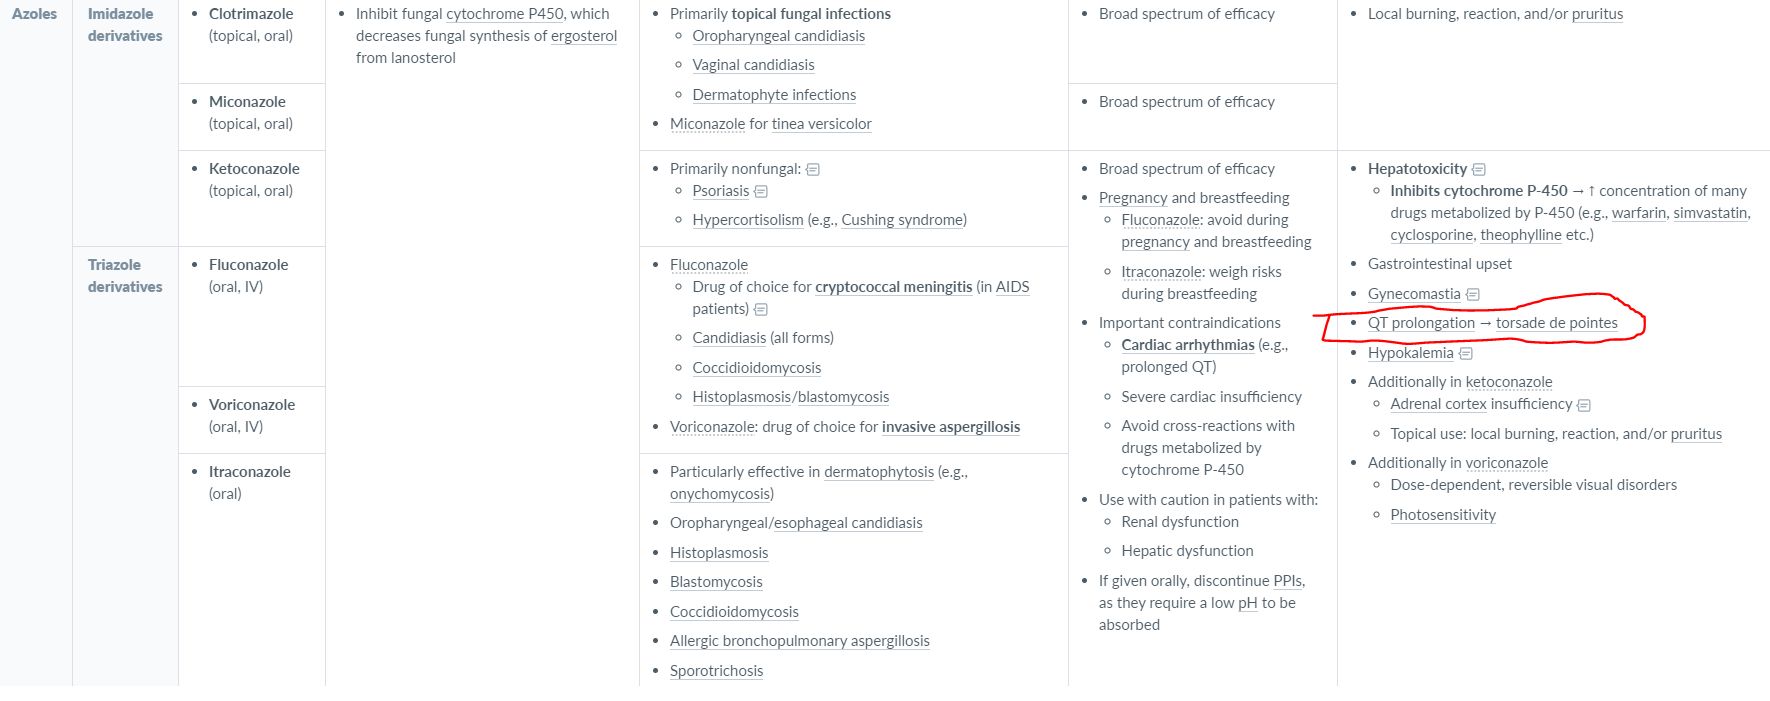 Azoles
Imidazole
derivatives
Clotrimazole
(topical, oral)
Inhibit fungal cytochrome P450, which
decreases fungal synthesis of ergosterol
from lanosterol
Primarily topical fungal infections
Oropharyngeal candidiasis
Vaginal candidiasis
Dermatophyte infections
Miconazole for tinea versicolor
Broad spectrum of efficacy
Local burning, reaction, and/or pruritus
Miconazole
(topical, oral)
Broad spectrum of efficacy
Ketoconazole
(topical, oral)
Primarily nonfungal:
Psoriasis
Hypercortisolism (e.g., Cushing syndrome)
Broad spectrum of efficacy
Pregnancy and breastfeeding
Fluconazole: avoid during
pregnancy and breastfeeding
Itraconazole: weigh risks
during breastfeeding
Important contraindications
Cardiac arrhythmias (e.g.,
prolonged QT)
Severe cardiac insufficiency
Avoid cross-reactions with
drugs metabolized by
cytochrome P-450
Use with caution in patients with:
Renal dysfunction
Hepatic dysfunction
If given orally, discontinue PPIs,
as they require a low pH to be
absorbed
Hepatotoxicity
Inhibits cytochrome P-450 → ↑ concentration of many
drugs metabolized by P-450 (e.g., warfarin, simvastatin,
cyclosporine, theophylline etc.)
Gastrointestinal upset
Gynecomastia
QT prolongation → torsade de pointes
Hypokalemia
Additionally in ketoconazole
Adrenal cortex insufficiency
Topical use: local burning, reaction, and/or pruritus
Additionally in voriconazole
Dose-dependent, reversible visual disorders
Photosensitivity
Triazole
derivatives
Fluconazole
(oral, IV)
Fluconazole
Drug of choice for cryptococcal meningitis (in AIDS
patients)
Candidiasis (all forms)
Coccidioidomycosis
Histoplasmosis/blastomycosis
Voriconazole: drug of choice for invasive aspergillosis
Voriconazole
(oral, IV)
Itraconazole
(oral)
Particularly effective in dermatophytosis (e.g.,
onychomycosis)
Oropharyngeal/esophageal candidiasis
Histoplasmosis
Blastomycosis
Coccidioidomycosis
Allergic bronchopulmonary aspergillosis
Sporotrichosis